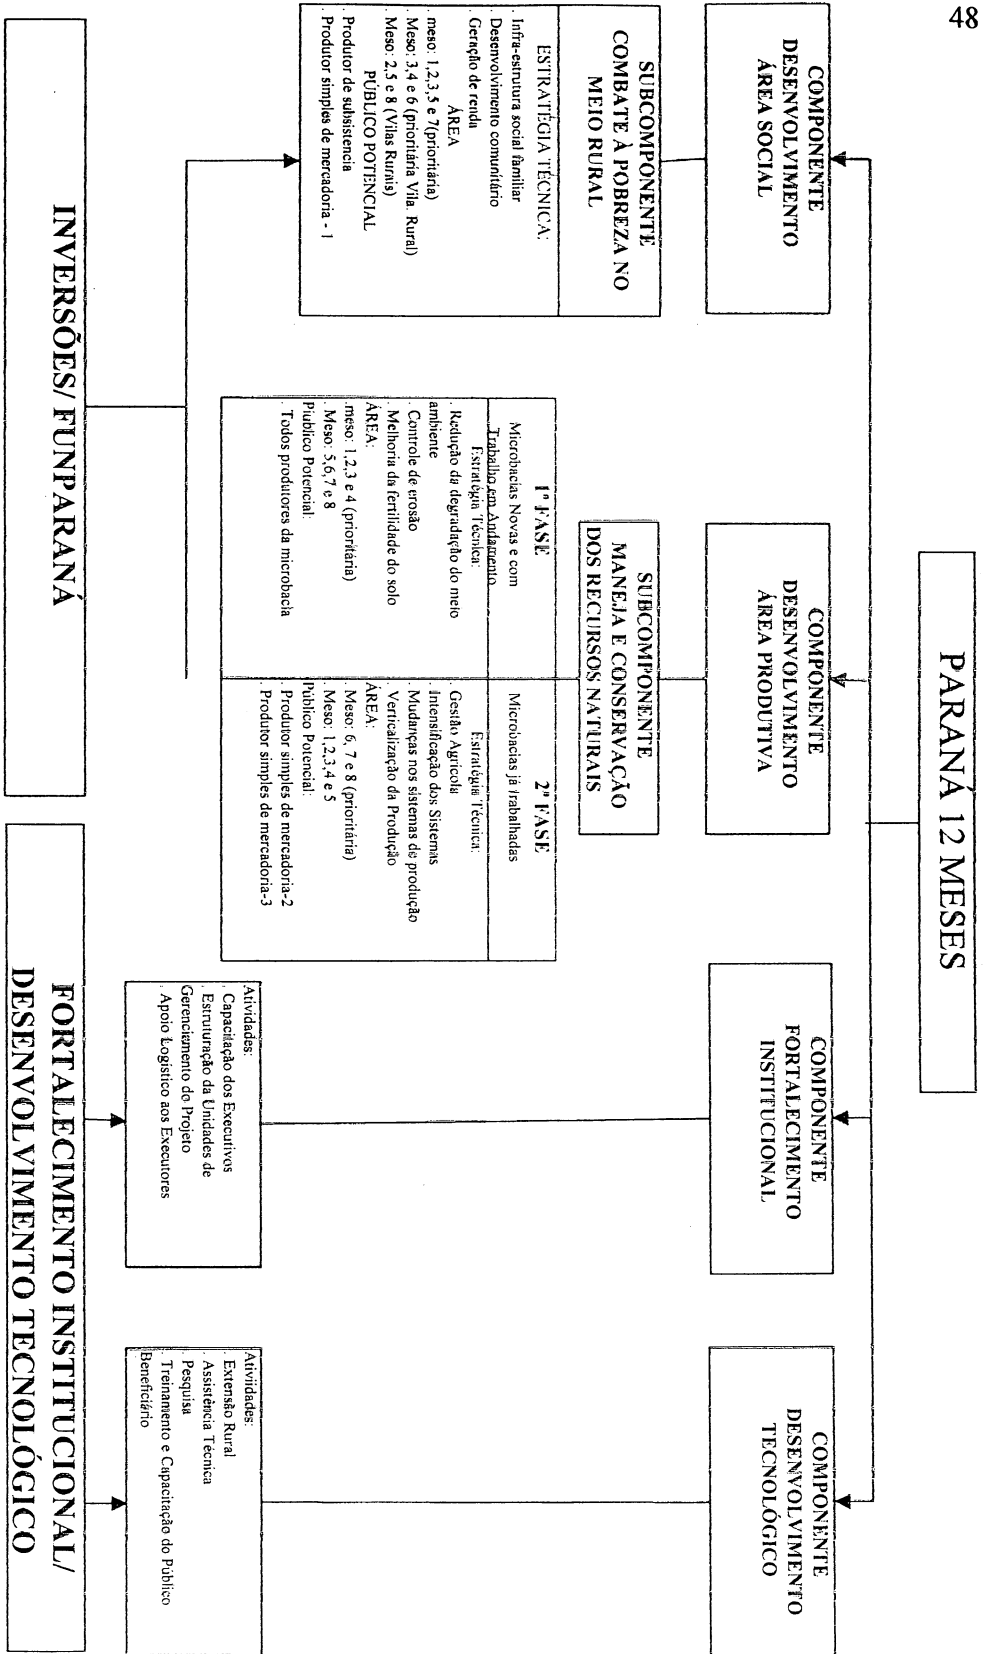 48
PARANÁ 12 MESES
COMPONENTE
DESENVOLVIMENTO
ÁREA SOCIAL
COMPONENTE
DESENVOLVIMENTO
ÁREA PRODUTIVA
COMPONENTE
FORTALECIMENTO
INSTITUCIONAL
COMPONENTE
DESENVOLVIMENTO
TECNOLÓGICO
SUBCOMPONENTE
COMBATE À POBREZA NO
MEIO RURAL
ESTRATÉGIA TÉCNICA:
. Infra-estrutura social familiar
. Desenvolvimento comunitário
. Geração de renda
ÁREA
. meso: 1,2,3,5 e 7(prioritária)
. Meso: 3,4 e 6 (prioritária Vila. Rural)
. Meso: 2,5 e 8 (Vilas Rurais)
PÚBLICO POTENCIAL
. Produtor de subsistencia
. Produtor simples de mercadoria - 1
SUBCOMPONENTE
MANEJA E CONSERVAÇÃO
DOS RECURSOS NATURAIS
1ª FASE
Microbacias Novas e com
Trabalho em Andamento
Estratégia Técnica:
. Redução da degradação do meio
ambiente
. Controle de erosão
. Melhoria da fertilidade do solo
ÁREA:
.meso: 1,2,3 e 4 (prioritária)
. Meso: 5,6,7 e 8
Piublico Potencial:
. Todos produtores da microbacia
2ª FASE
Microbacias já trabalhadas
Estratégia Técnica:
. Gestão Agricola
. Intensificação dos Sistemas
. Mudanças nos sistemas de produção
. Verticalização da Produção
ÁREA:
. Meso: 6, 7 e 8 (prioritária)
. Meso: 1,2,3,4 e 5
Público Potencial:
. Produtor simples de mercadoria-2
. Produtor simples de mercadoria-3
Atividades:
. Capacitação dos Executivos
. Estruturação da Unidades de
Gerenciamento do Projeto
. Apoio Logistico aos Executores
Ativiidades:
. Extensão Rural
. Assistência Técnica
. Pesquisa
. Treinamento e Capacitação do Público
Beneficiário
INVERSÕES/ FUNPARANÁ
FORTALECIMENTO INSTITUCIONAL/
DESENVOLVIMENTO TECNOLÓGICO